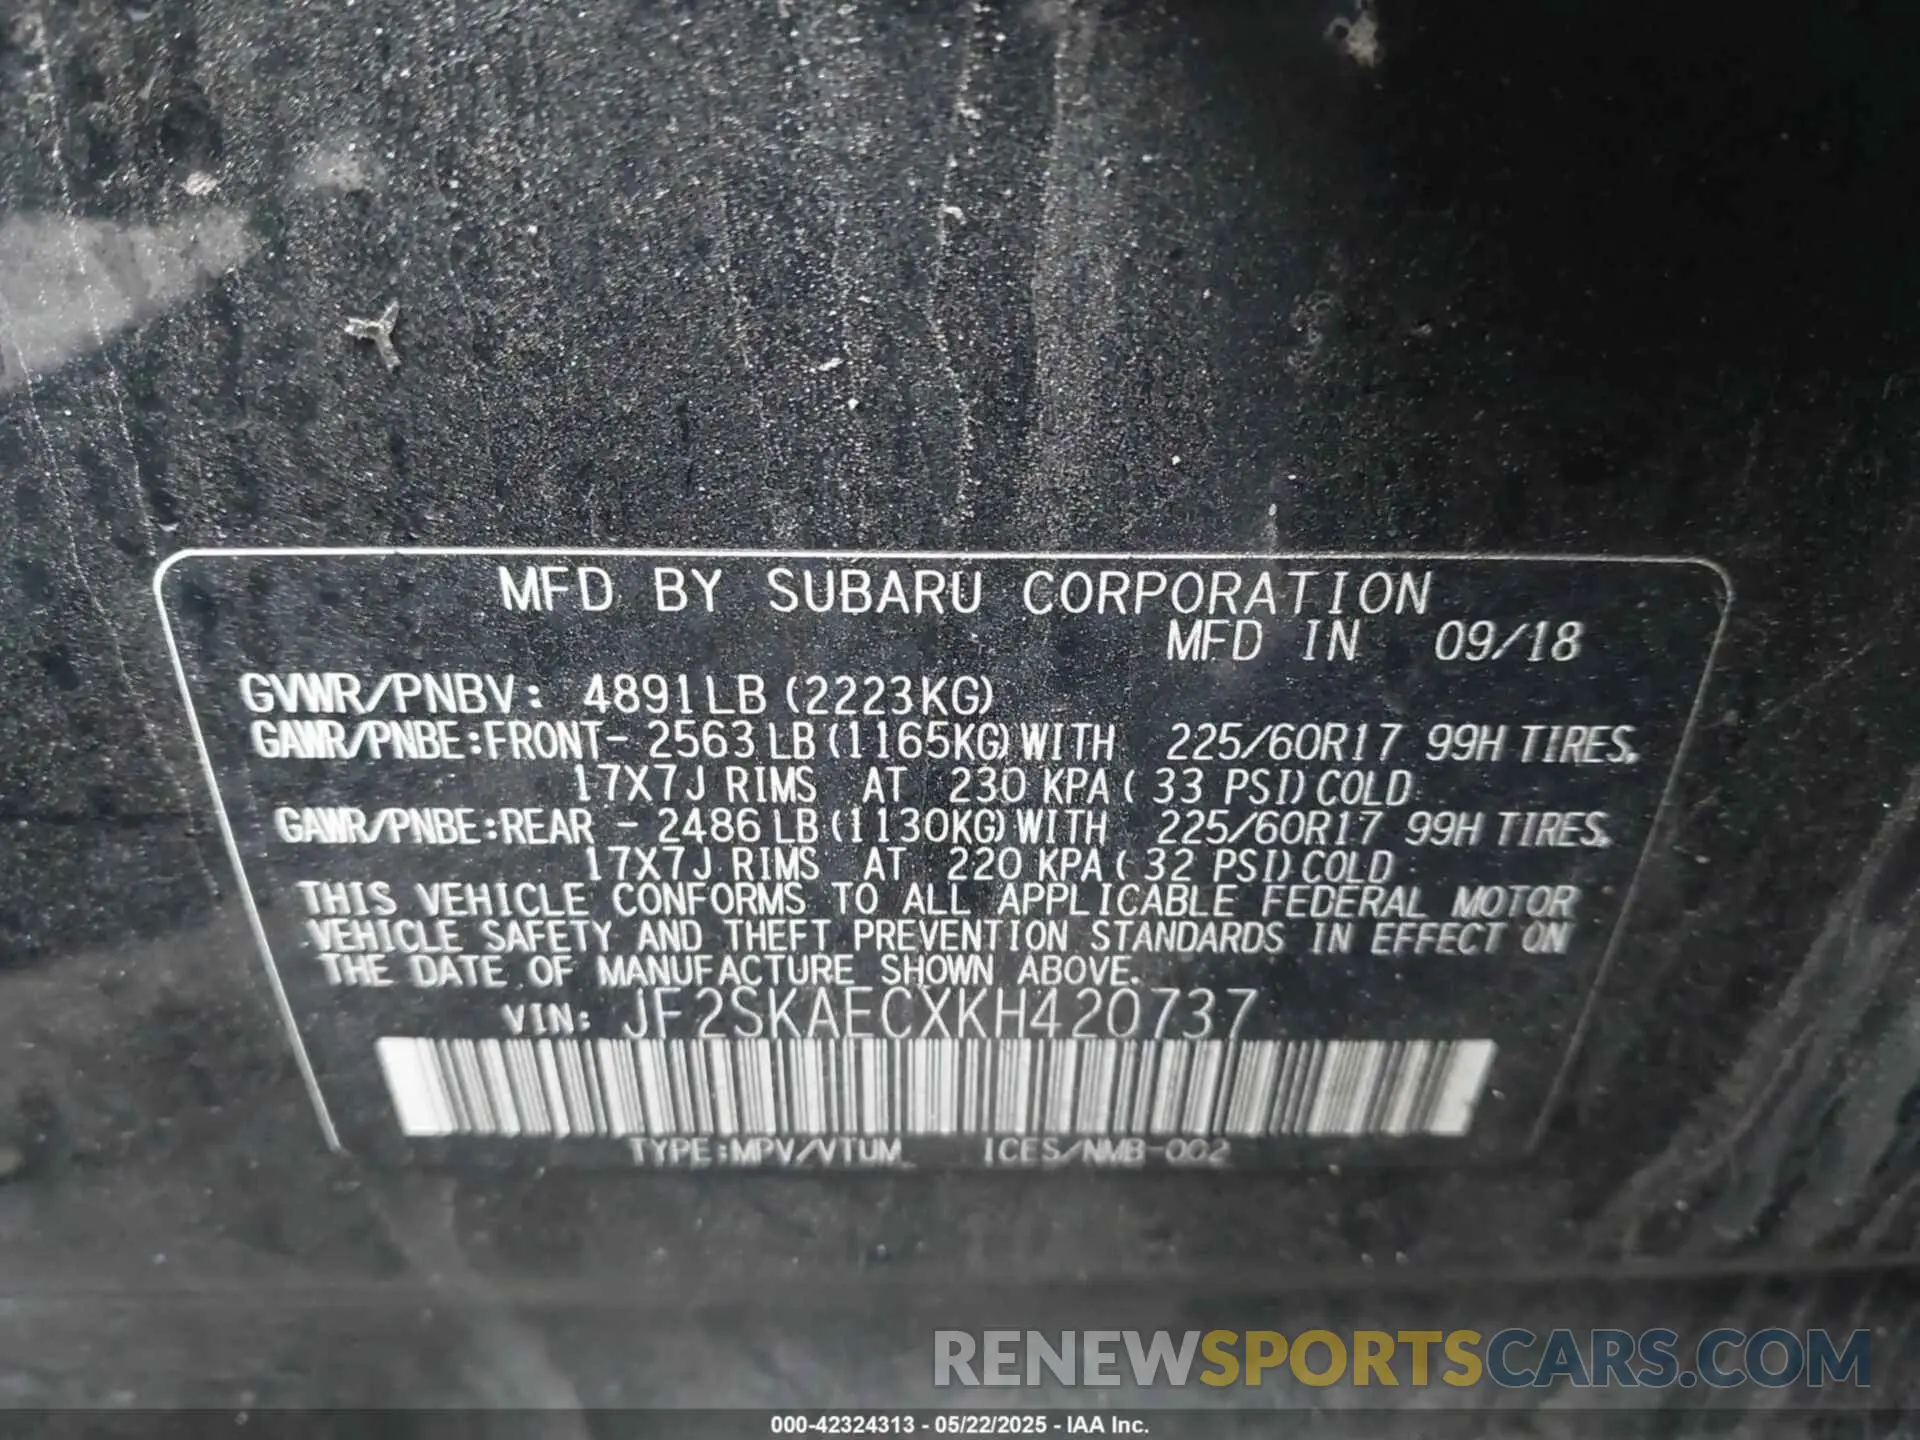 MFD BY SUBARU CORPORATION
MFD IN 09/18
GVWR/PNBV: 4891LB (2223KG)
GAWR/PNBE:FRONT- 2563LB(1165KG)WITH 225/60R17 99H TIRES,
17X7J RIMS AT 230 KPA( 33 PSI)COLD
GAWR/PNBE:REAR - 2486LB(1130KG)WITH 225/60R17 99H TIRES,
17X7J RIMS AT 220 KPA( 32 PSI)COLD
THIS VEHICLE CONFORMS TO ALL APPLICABLE FEDERAL MOTOR
VEHICLE SAFETY AND THEFT PREVENTION STANDARDS IN EFFECT ON
THE DATE OF MANUFACTURE SHOWN ABOVE.
VIN: JF2SKAECXKH420737
TYPE:MPV/VTUM ICES/NMB-002
RENEWSPORTSCARS.COM
000-42324313 - 05/22/2025 - IAA Inc.